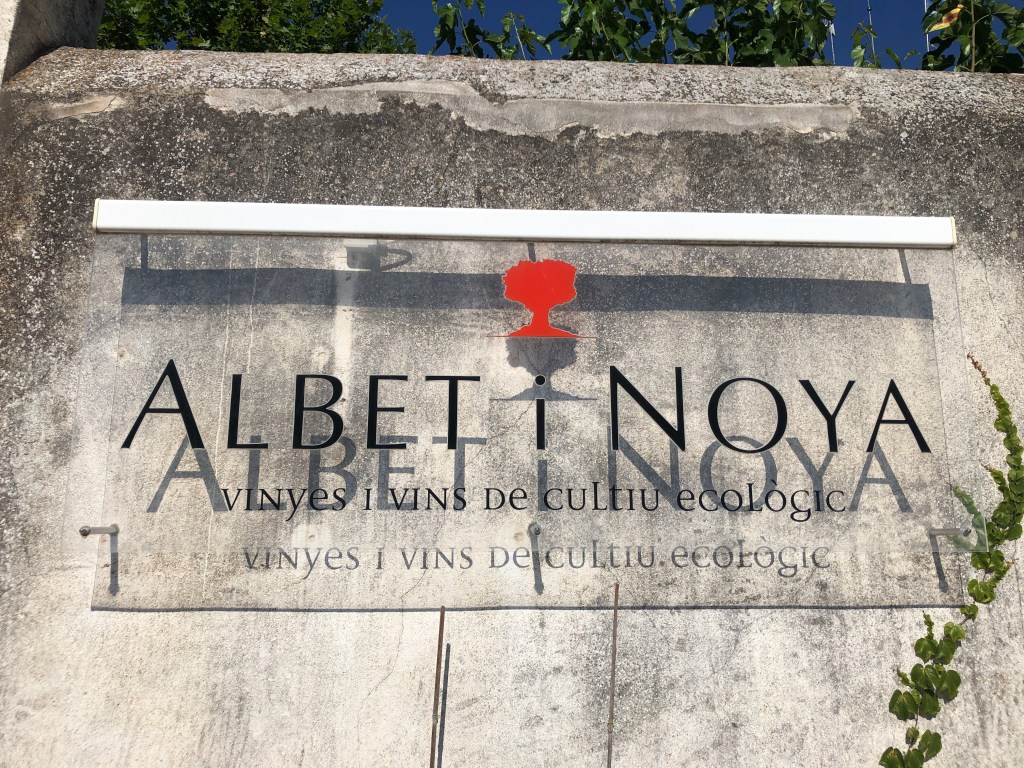 ALBET i NOYA
vinyes i vins de cultiu ecològic